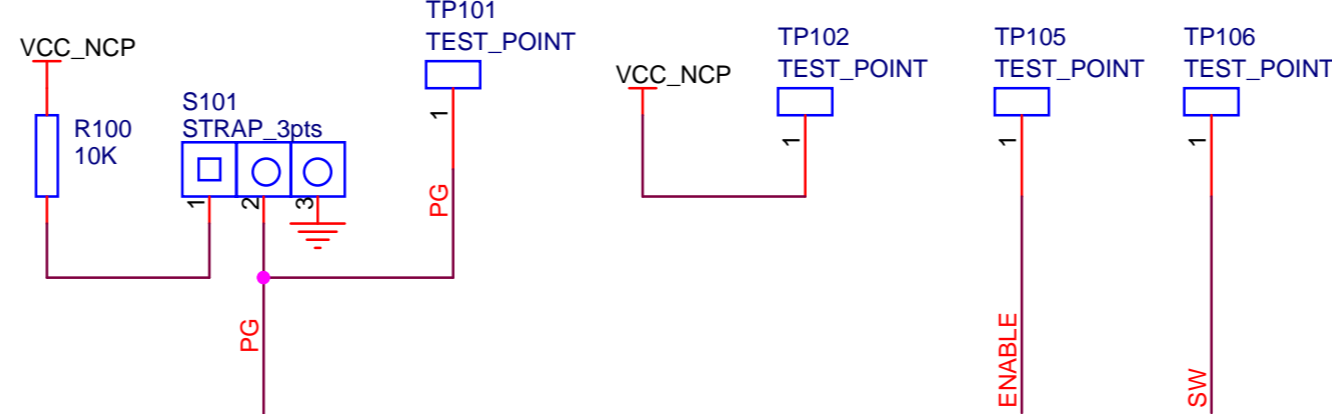 TP101
TEST_POINT
VCC_NCP
S101
STRAP_3pts
R100
10K
1
1
2
3
PG
PG
VCC_NCP
TP102
TEST_POINT
1
TP105
TEST_POINT
1
ENABLE
TP106
TEST_POINT
1
SW